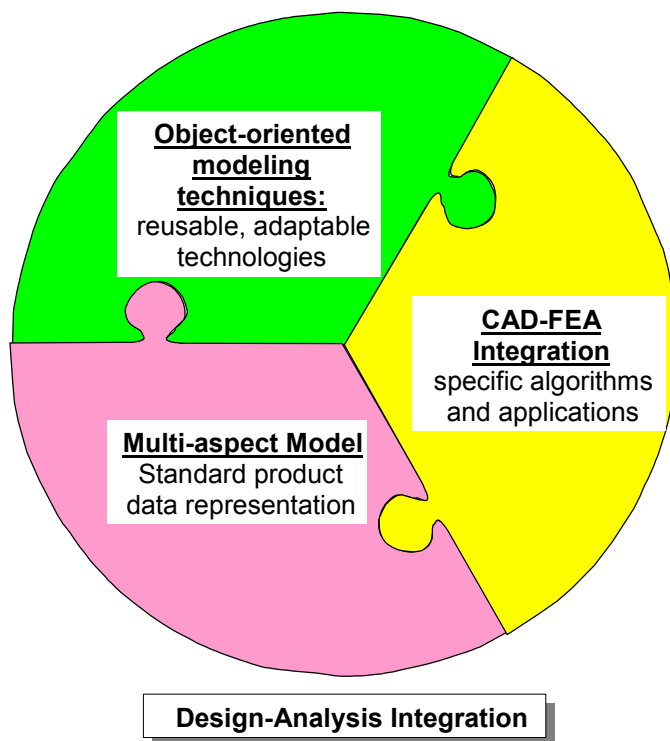 Object-oriented
modeling
techniques:
reusable, adaptable
technologies
CAD-FEA
Integration
specific algorithms
and applications
Multi-aspect Model
Standard product
data representation
Design-Analysis Integration